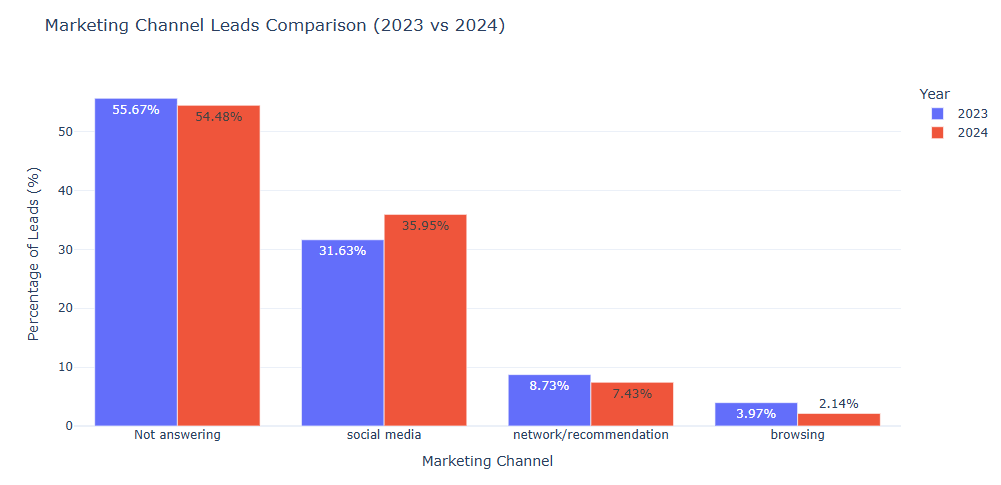 Marketing Channel Leads Comparison (2023 vs 2024)
Year
2023
2024
Percentage of Leads (%)
50
40
30
20
10
0
55.67%
54.48%
31.63%
35.95%
8.73%
7.43%
3.97%
2.14%
Not answering
social media
network/recommendation
browsing
Marketing Channel